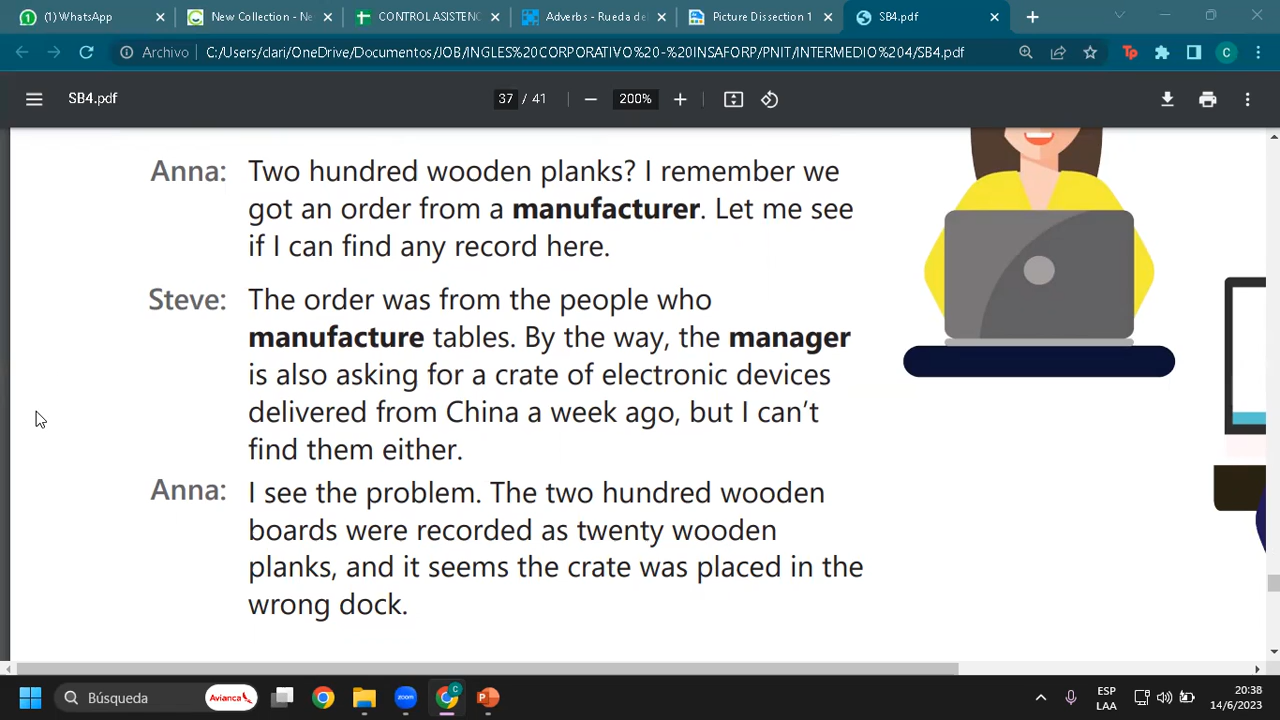 (1) WhatsApp
New Collection - Ne
CONTROL ASISTENC
Adverbs - Rueda de
Picture Dissection 1
SB4.pdf
Archivo
C:/Users/clari/OneDrive/Documentos/JOB/INGLES%20CORPORATIVO%20-%20INSAFORP/PNIT/INTERMEDIO%204/SB4.pdf
C
SB4.pdf
37 / 41
200%
Anna: Two hundred wooden planks? I remember we
got an order from a manufacturer. Let me see
if I can find any record here.
Steve: The order was from the people who
manufacture tables. By the way, the manager
is also asking for a crate of electronic devices
delivered from China a week ago, but I can't
find them either.
Anna: I see the problem. The two hundred wooden
boards were recorded as twenty wooden
planks, and it seems the crate was placed in the
wrong dock.
Búsqueda
Avianca
zoom
ESP
LAA
20:38
14/6/2023